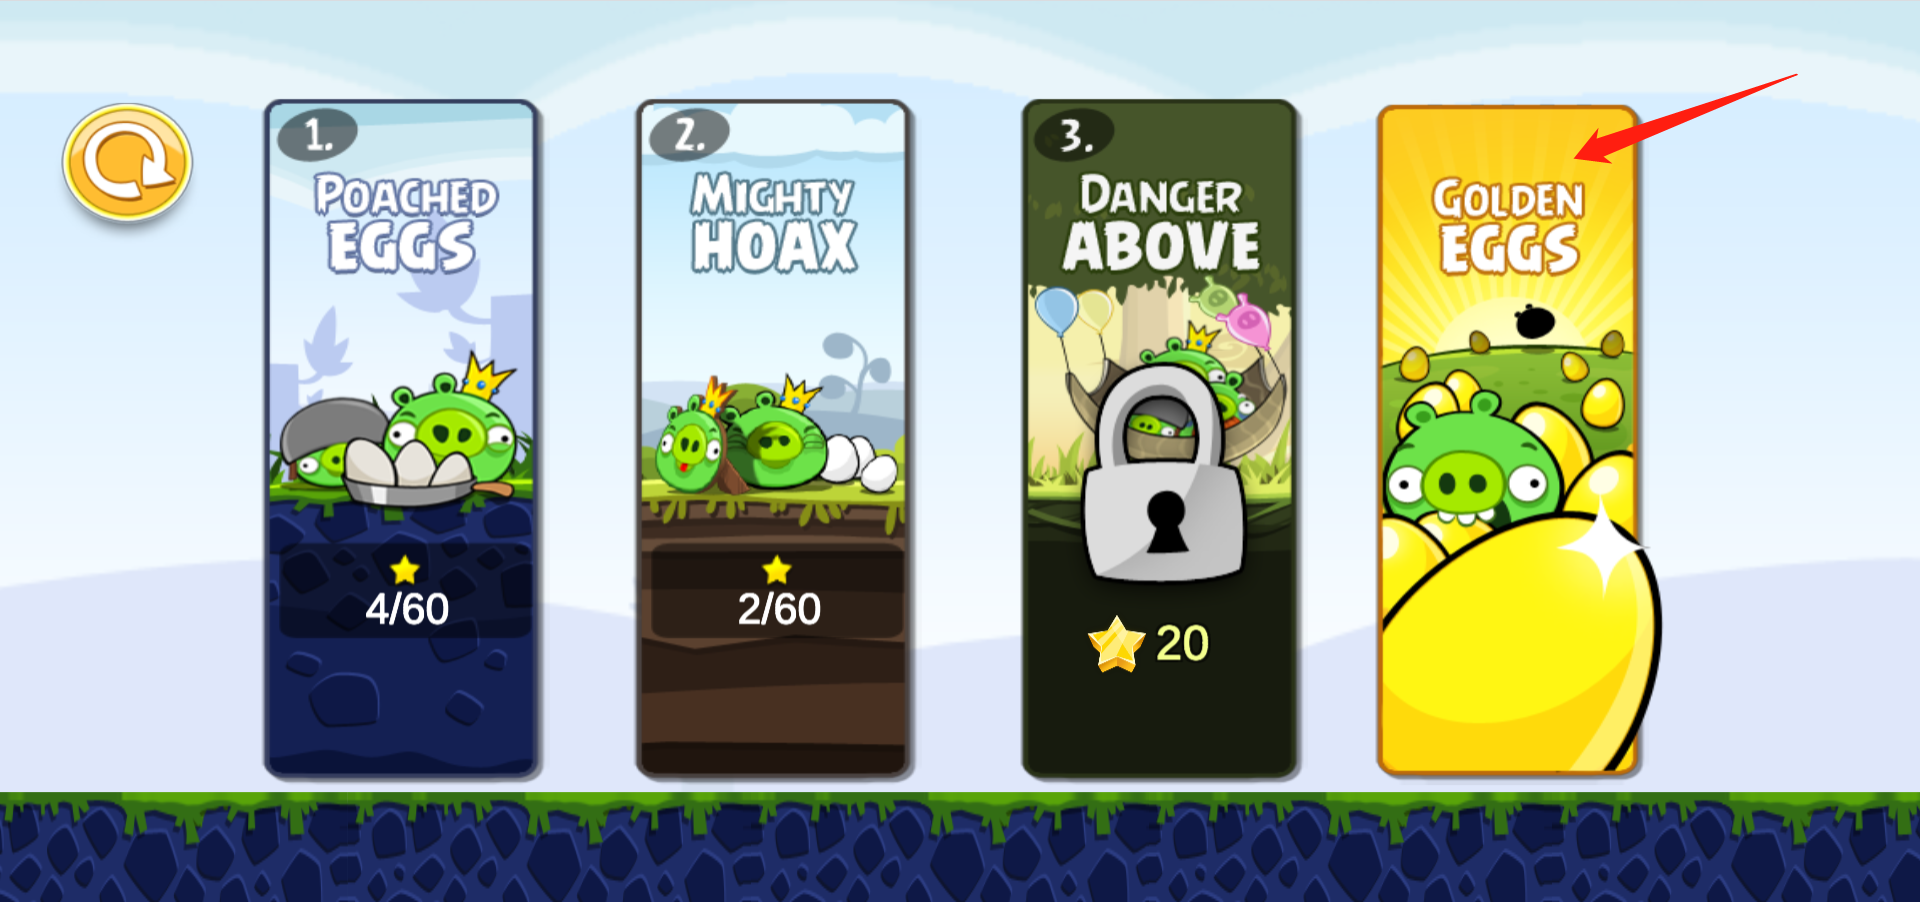 1.
POACHED
EGGS
4/60
2.
MIGHTY
HOAX
2/60
3.
DANGER
ABOVE
20
GOLDEN
EGGS